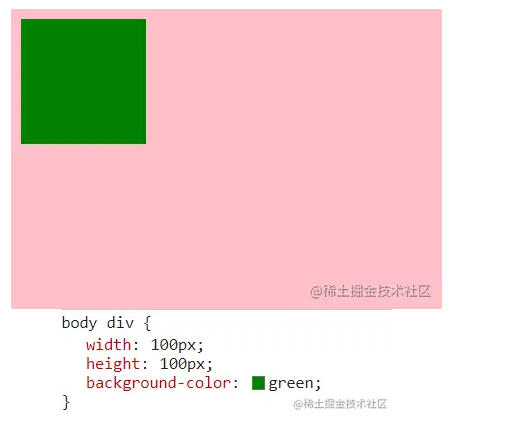 @稀土掘金技术社区
body div {
width: 100px;
height: 100px;
background-color: green;
}
@稀土掘金技术社区